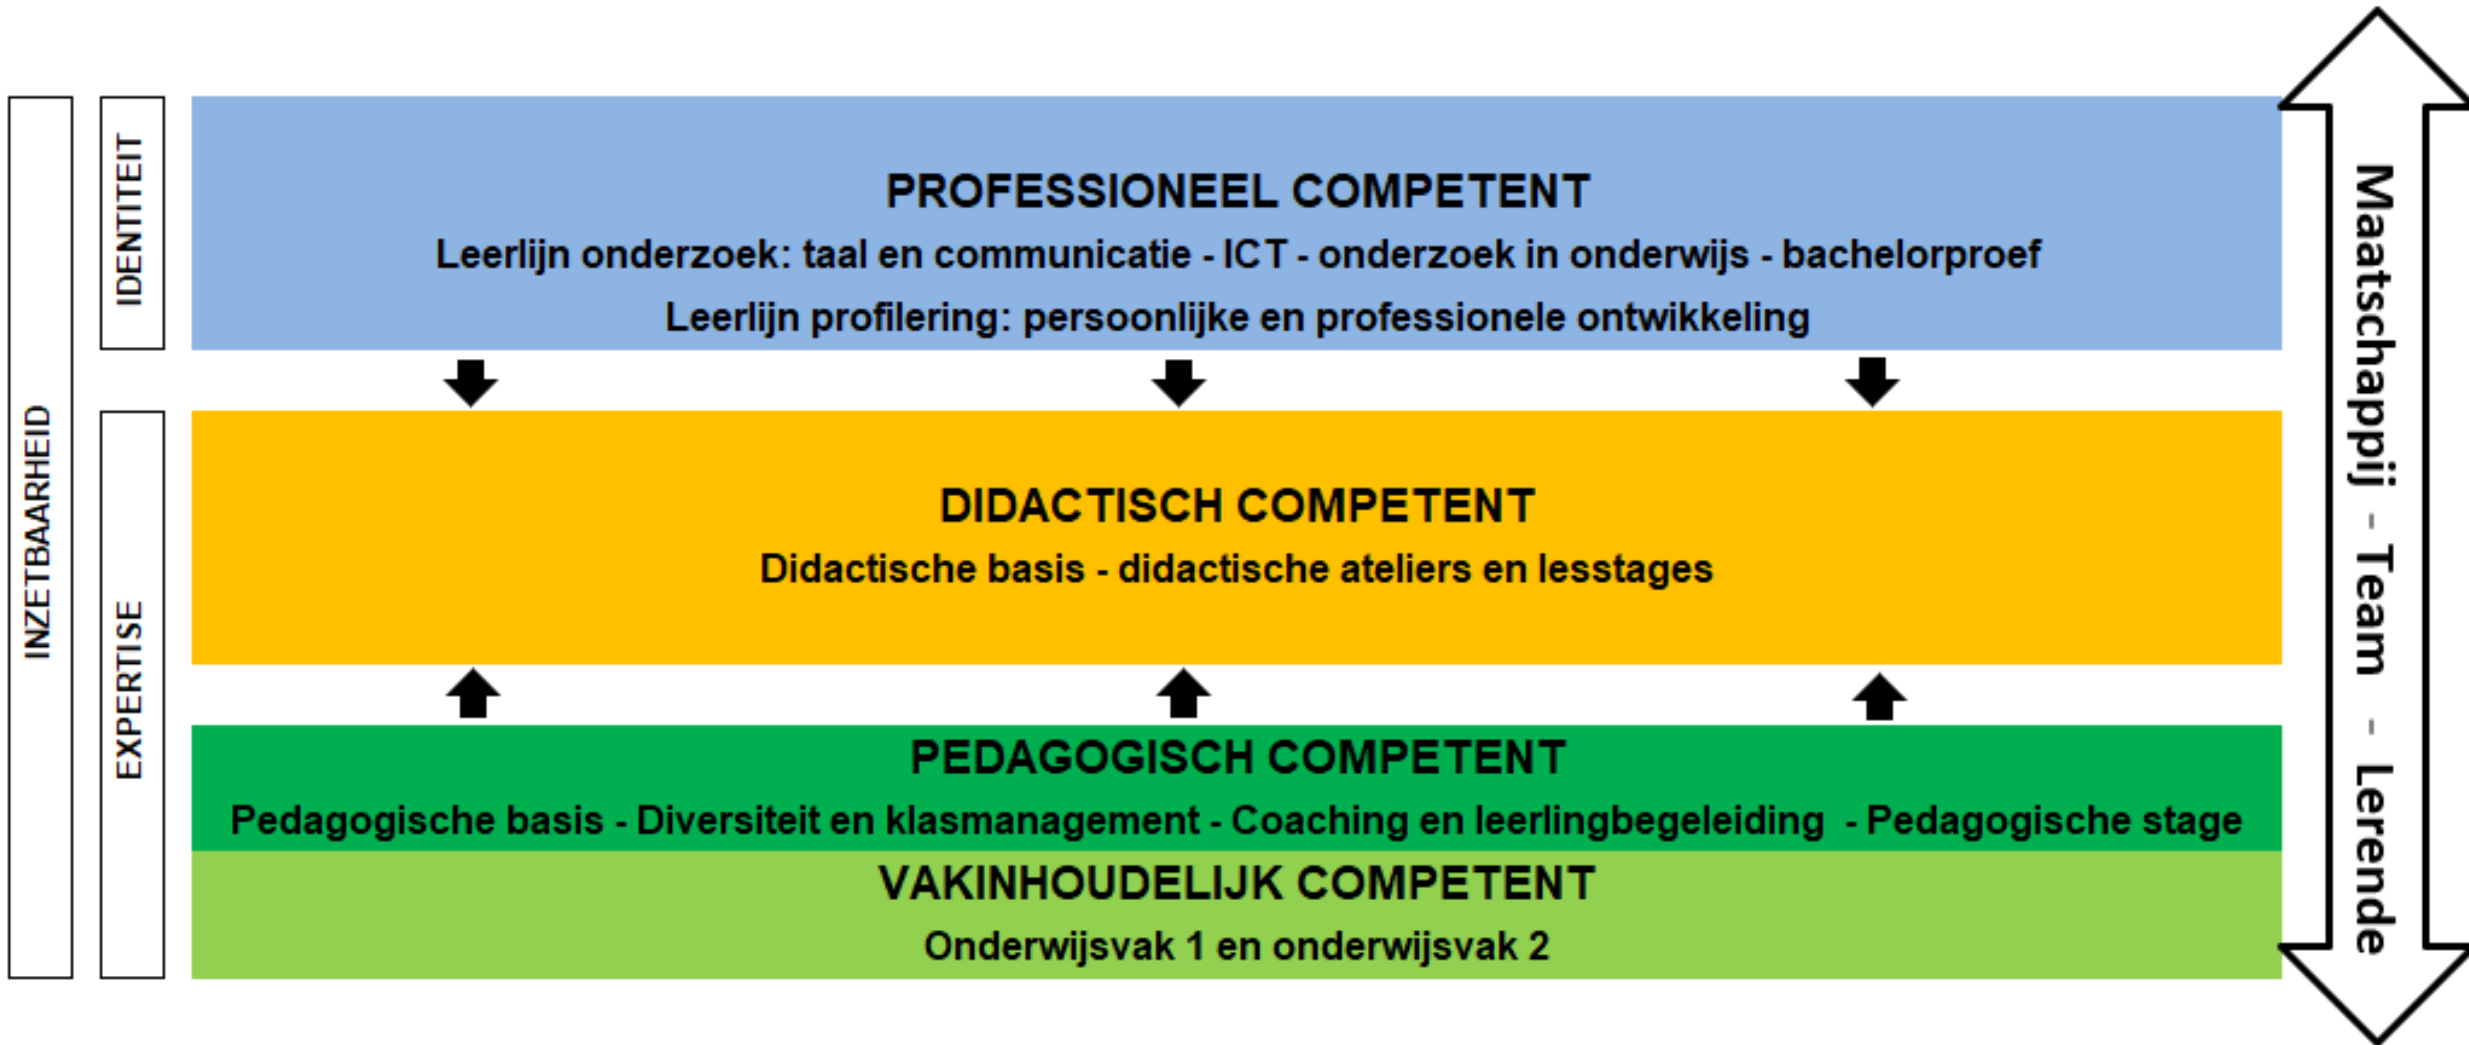 INZETBAARHEID
IDENTITEIT
EXPERTISE
PROFESSIONEEL COMPETENT
Leerlijn onderzoek: taal en communicatie - ICT - onderzoek in onderwijs - bachelorproef
Leerlijn profilering: persoonlijke en professionele ontwikkeling
DIDACTISCH COMPETENT
Didactische basis - didactische ateliers en lesstages
PEDAGOGISCH COMPETENT
Pedagogische basis - Diversiteit en klasmanagement - Coaching en leerlingbegeleiding - Pedagogische stage
VAKINHOUDELIJK COMPETENT
Onderwijsvak 1 en onderwijsvak 2
Maatschappij - Team - Lerende